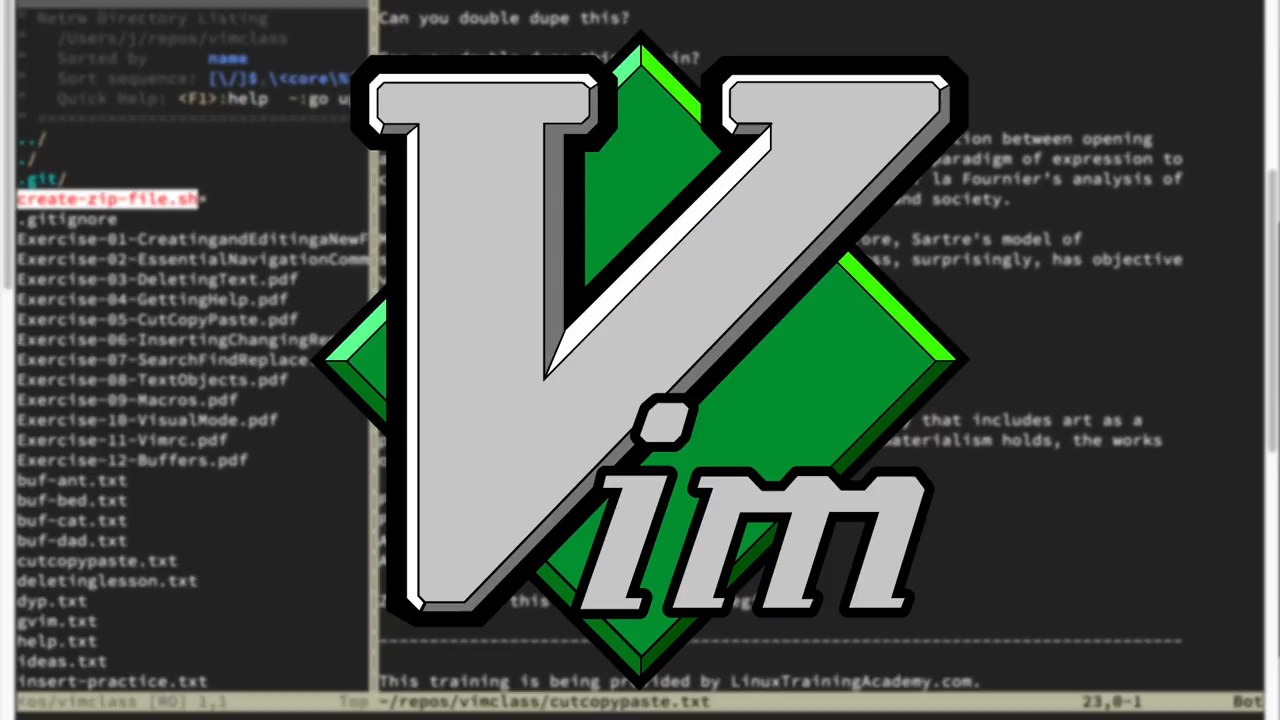 " Netrw Directory Listing
" /Users/j/repos/vimclass
" Sorted by name
" Sort sequence: [\/]$,\<core\%
" Quick Help: <F1>:help -:go up
../
./
.git/
create-zip-file.sh*
.gitignore
Exercise-01-CreatingandEditingaNewF
Exercise-02-EssentialNavigationComm
Exercise-03-DeletingText.pdf
Exercise-04-GettingHelp.pdf
Exercise-05-CutCopyPaste.pdf
Exercise-06-InsertingChangingRe
Exercise-07-SearchFindReplace.
Exercise-08-TextObjects.pdf
Exercise-09-Macros.pdf
Exercise-10-VisualMode.pdf
Exercise-11-Vimrc.pdf
Exercise-12-Buffers.pdf
buf-ant.txt
buf-bed.txt
buf-cat.txt
buf-dad.txt
cutcopypaste.txt
deletinglesson.txt
dyp.txt
gvim.txt
help.txt
ideas.txt
insert-practice.txt
vimclass [RO] 1,1 Top
Can you double dupe this?
between opening
paradigm of expression to
la Fournier's analysis of
society.
Sartre's model of
surprisingly, has objective
that includes art as a
holds, the works
this
This training is being provided by LinuxTrainingAcademy.com.
~/repos/vimclass/cutcopypaste.txt 23,0-1 Bot
Vim